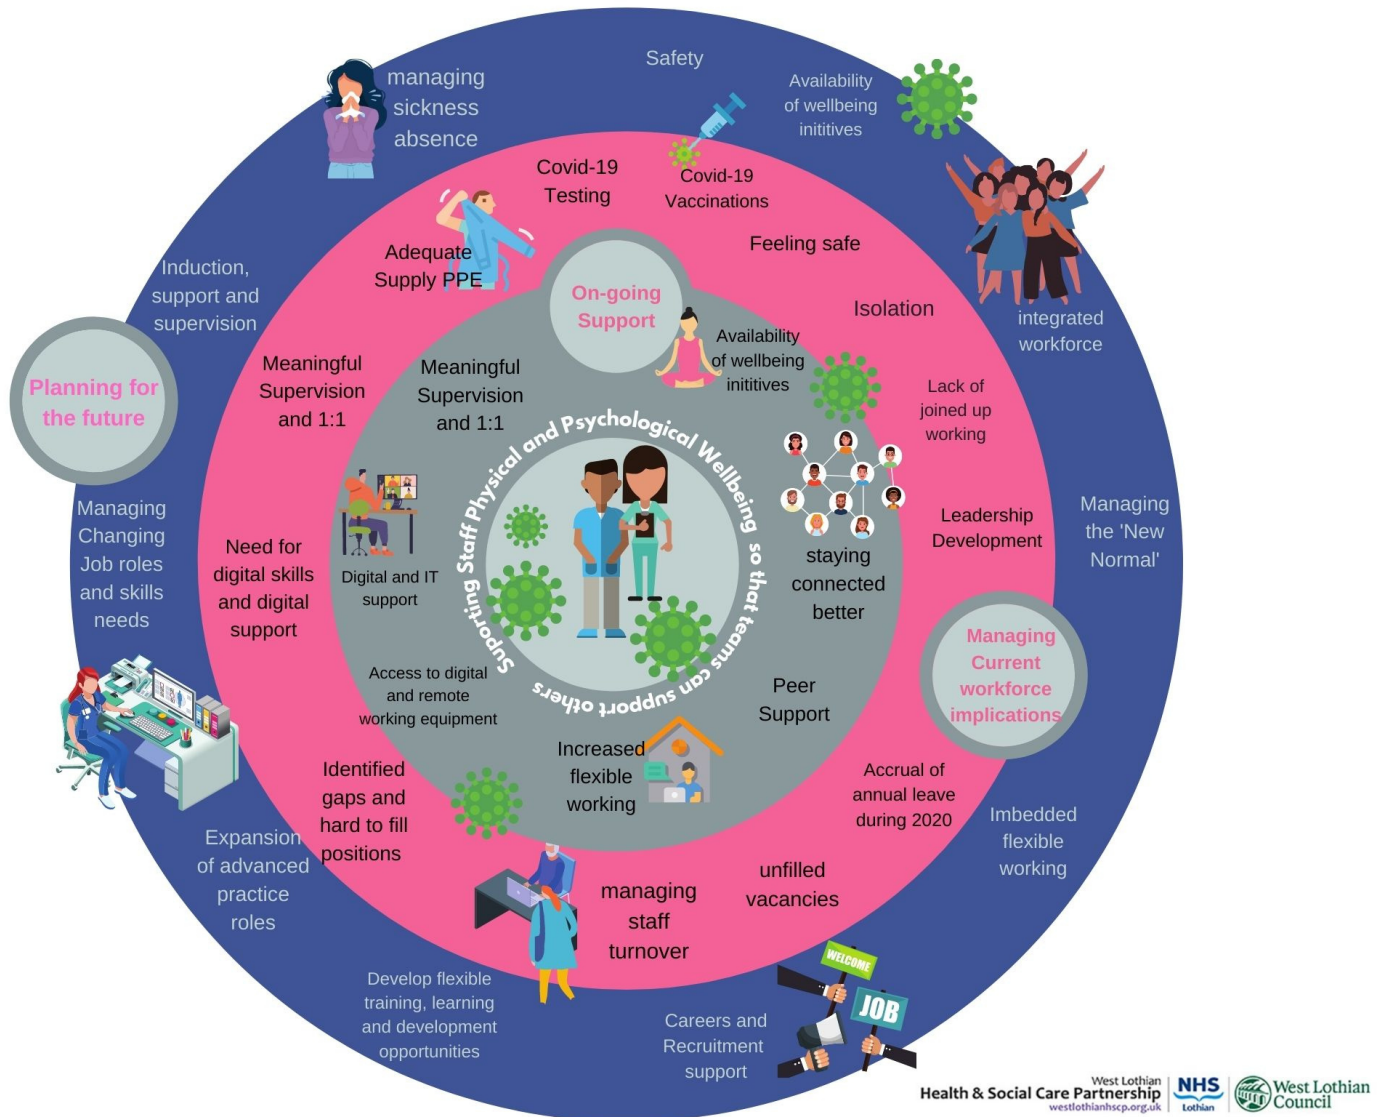 Safety
managing
sickness
absence
Availability
of wellbeing
inititives
integrated
workforce
Managing
the 'New
Normal'
Imbedded
flexible
working
Careers and
Recruitment
support
WELCOME
JOB
Develop flexible
training, learning
and development
opportunities
Expansion
of advanced
practice
roles
Managing
Changing
Job roles
and skills
needs
Planning for
the future
Induction,
support and
supervision
Covid-19
Testing
Covid-19
Vaccinations
Feeling safe
Isolation
Lack of
joined up
working
Leadership
Development
Managing
Current
workforce
implications
Accrual of
annual leave
during 2020
unfilled
vacancies
managing
staff
turnover
Identified
gaps and
hard to fill
positions
Need for
digital skills
and digital
support
Meaningful
Supervision
and 1:1
Adequate
Supply PPE
On-going
Support
Availability
of wellbeing
inititives
staying
connected
better
Peer
Support
Increased
flexible
working
Access to digital
and remote
working equipment
Digital and IT
support
Meaningful
Supervision
and 1:1
Supporting Staff Physical and Psychological Wellbeing so that teams can support others
West Lothian
Health & Social Care Partnership
westlothianhscp.org.uk
NHS
Lothian
West Lothian
Council